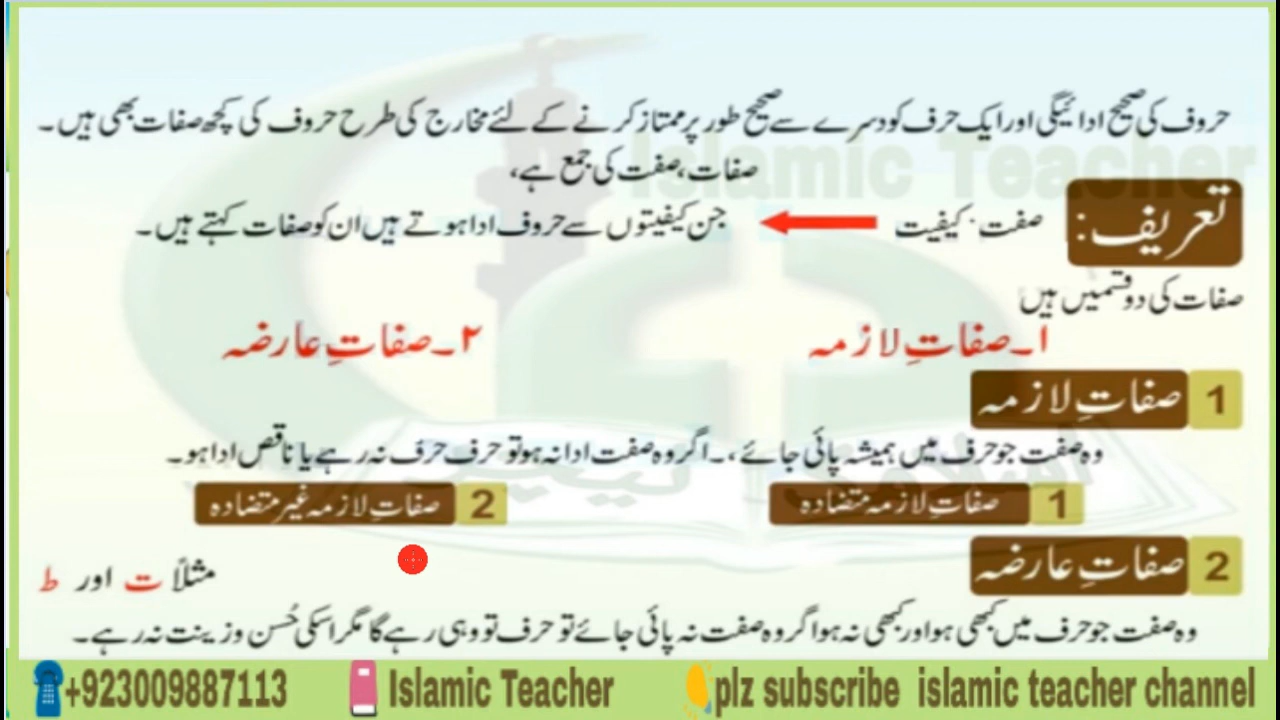 حروف کی صحیح ادائیگی اور ایک حرف کو دسرے سے صحیح طور پر ممتاز کرنے کے لئے مخارج کی طرح حروف کی کچھ صفات بھی ہیں۔
صفات، صفت کی جمع ہے،
Islamic Teacher
تعریف: صفت۔ کیفیت جن کیفیتوں سے حروف ادا ہوتے ہیں ان کو صفات کہتے ہیں۔
صفات کی دو قسمیں ہیں
۱۔صفاتِ لازمہ ۲۔صفاتِ عارضہ
1 صفاتِ لازمہ
وہ صفت جو حرف میں ہمیشہ پائی جائے،۔اگر وہ صفت ادا نہ ہو تو حرف حرف نہ رہے یا ناقص ادا ہو۔
1 صفاتِ لازمہ متضادہ 2 صفاتِ لازمہ غیر متضادہ
2 صفاتِ عارضہ مثلاً ت اور ط
وہ صفت جو حرف میں کبھی ہو اور کبھی نہ ہو اگر وہ صفت نہ پائی جائے تو حرف تو وہی رہے گا مگر اسکی حُسن و زینت نہ رہے۔
+923009887113 Islamic Teacher plz subscribe islamic teacher channel